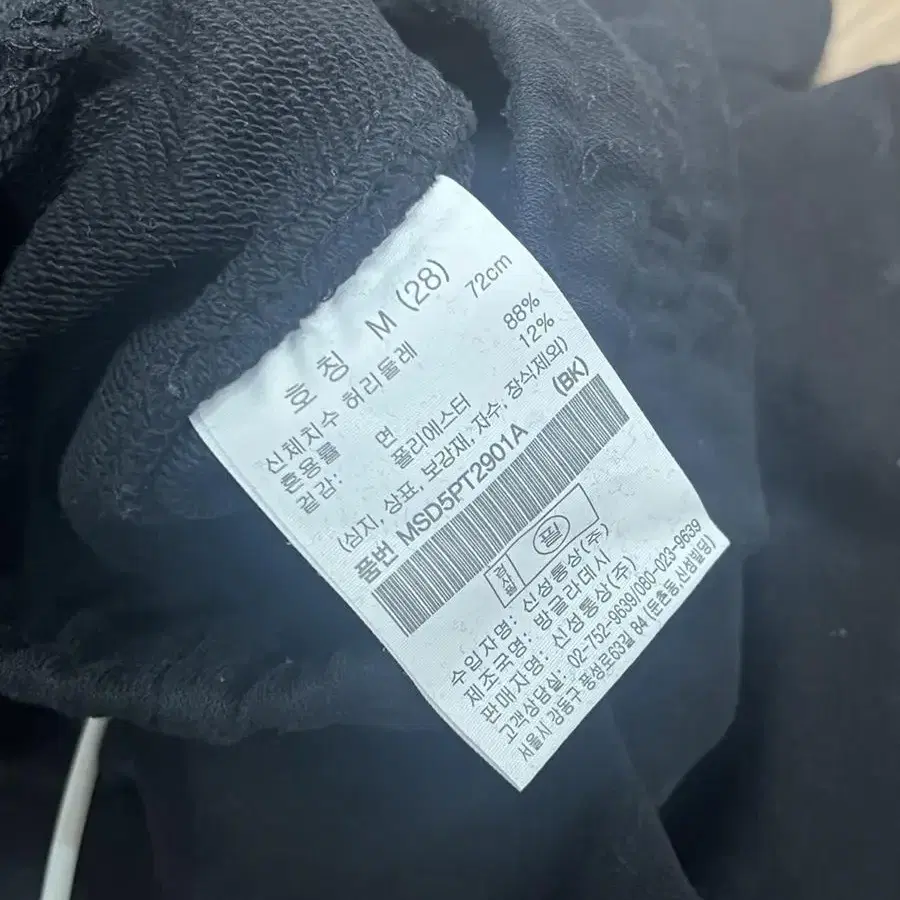 호칭 M (28)
신체치수 허리둘레 72cm
혼용률
겉감: 면 88%
폴리에스터 12%
(심지, 상표, 보강재, 자수, 장식제외)
품번 MSD5PT2901A (BK)
검사필 필
수입자명: 신성통상(주)
제조국명: 방글라데시
판매자명: 신성통상(주)
고객상담실: 02-752-9639/080-023-9639
서울시 강동구 풍성로63길 84 (둔촌동,신성빌딩)